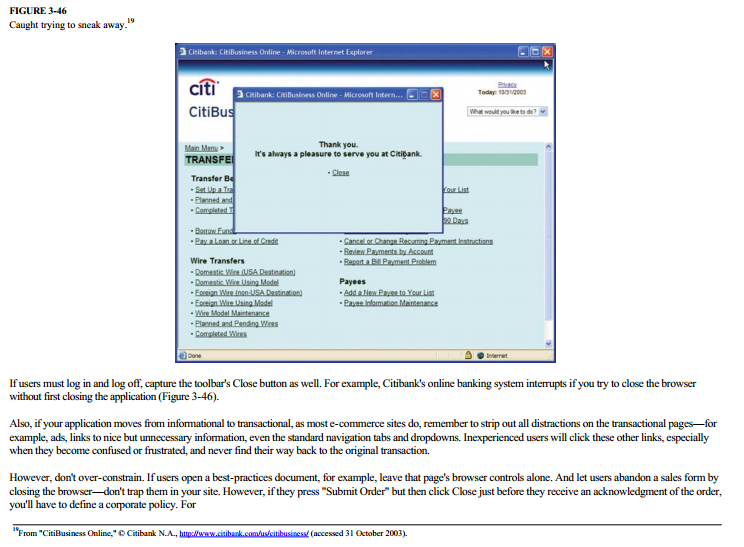 FIGURE 3-46
Caught trying to sneak away.19
Citibank: CitiBusiness Online - Microsoft Internet Explorer
citi
CitiBus
Privacy
Today: 10/31/2003
What would you like to do?
Citibank: CitiBusiness Online - Microsoft Intern...
Thank you.
It's always a pleasure to serve you at Citibank.
• Close
Main Menu >
TRANSFE
Transfer Be
• Set Up a Tra
• Planned and
• Completed T
• Borrow Fund
• Pay a Loan or Line of Credit
Wire Transfers
• Domestic Wire (USA Destination)
• Domestic Wire Using Model
• Foreign Wire (non-USA Destination)
• Foreign Wire Using Model
• Wire Model Maintenance
• Planned and Pending Wires
• Completed Wires
Your List
Payee
90 Days
• Cancel or Change Recurring Payment Instructions
• Review Payments by Account
• Report a Bill Payment Problem
Payees
• Add a New Payee to Your List
• Payee Information Maintenance
Done
Internet
If users must log in and log off, capture the toolbar's Close button as well. For example, Citibank's online banking system interrupts if you try to close the browser
without first closing the application (Figure 3-46).
Also, if your application moves from informational to transactional, as most e-commerce sites do, remember to strip out all distractions on the transactional pages—for
example, ads, links to nice but unnecessary information, even the standard navigation tabs and dropdowns. Inexperienced users will click these other links, especially
when they become confused or frustrated, and never find their way back to the original transaction.
However, don't over-constrain. If users open a best-practices document, for example, leave that page's browser controls alone. And let users abandon a sales form by
closing the browser—don't trap them in your site. However, if they press "Submit Order" but then click Close just before they receive an acknowledgment of the order,
you'll have to define a corporate policy. For
19From "CitiBusiness Online," © Citibank N.A., http://www.citibank.com/us/citibusiness/ (accessed 31 October 2003).